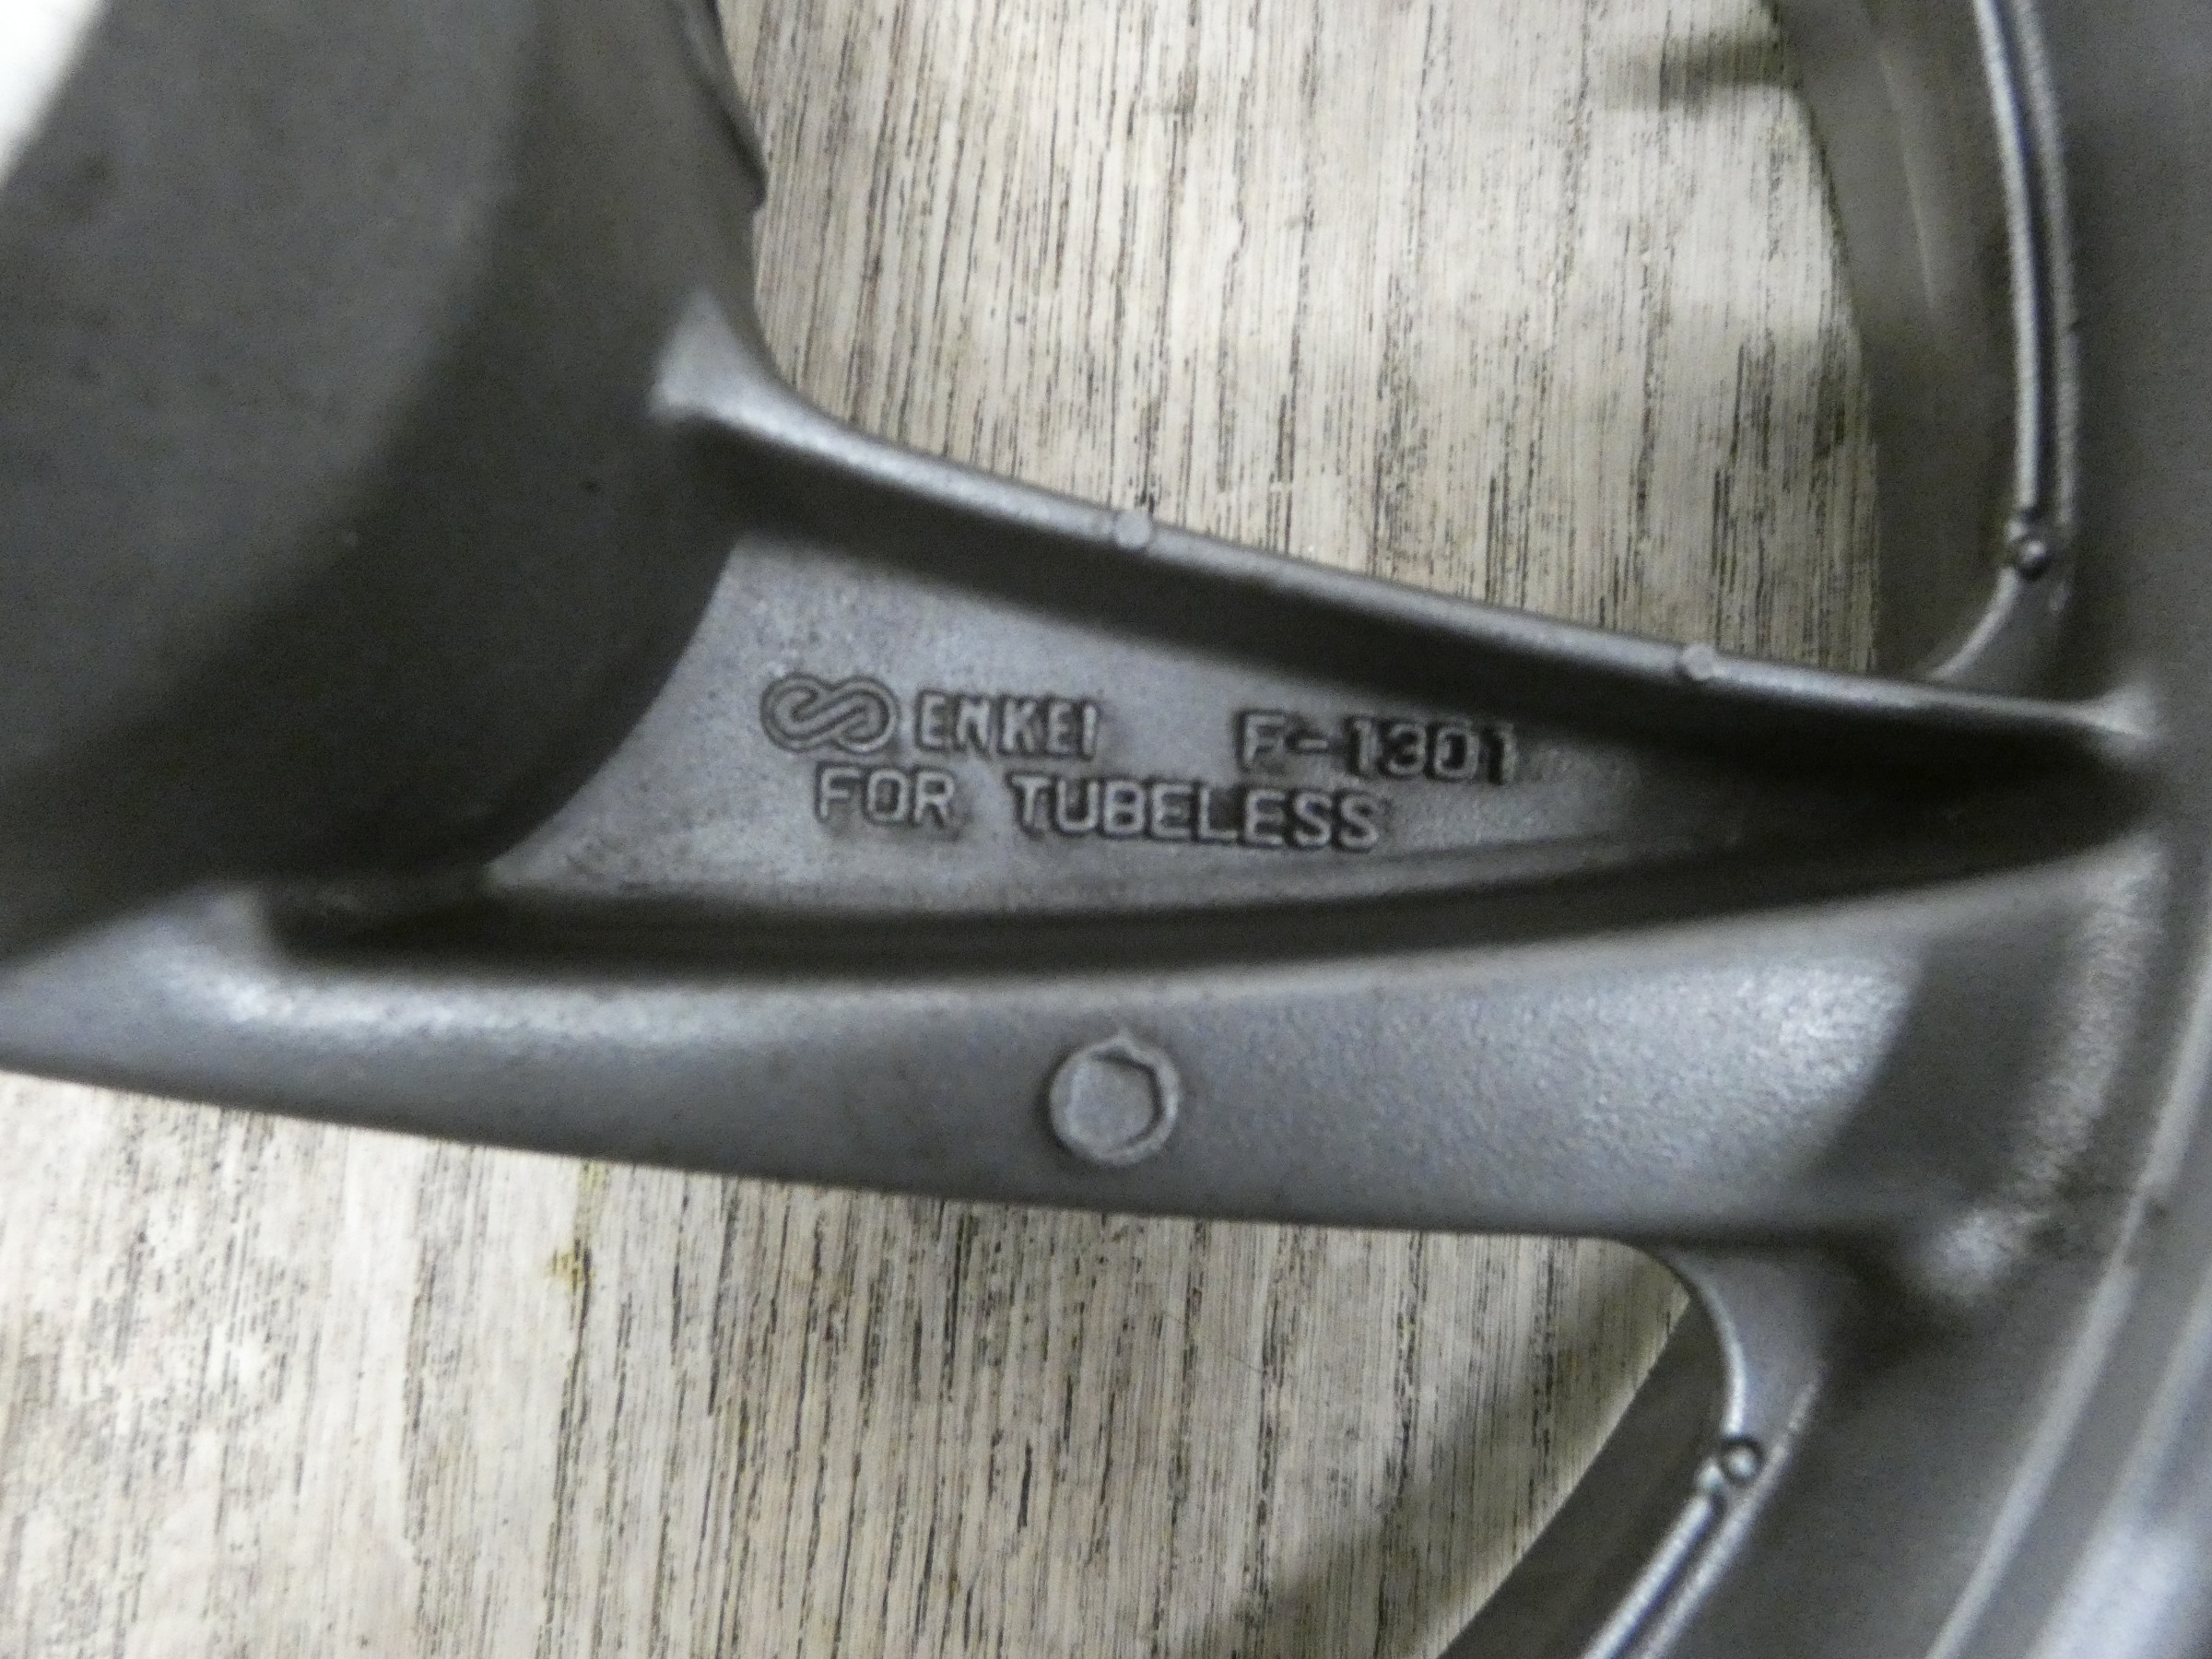 ENKEI F-1301
FOR TUBELESS